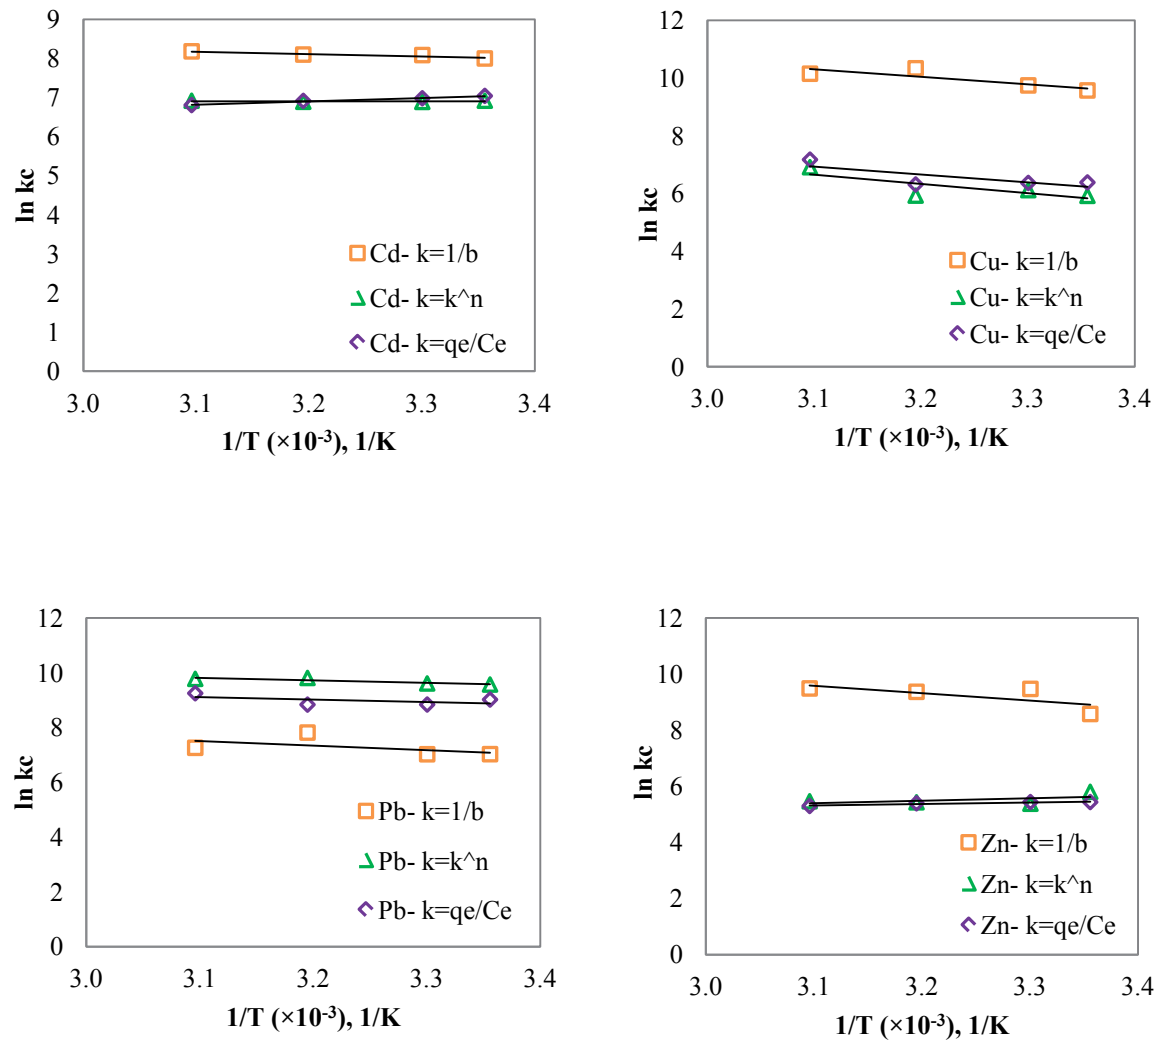 9
8
7
6
5
4
3
2
1
0
ln kc
Cd- k=1/b
Cd- k=k^n
Cd- k=qe/Ce
3.0 3.1 3.2 3.3 3.4
1/T (×10⁻³), 1/K
12
10
8
6
4
2
0
ln kc
Cu- k=1/b
Cu- k=k^n
Cu- k=qe/Ce
3.0 3.1 3.2 3.3 3.4
1/T (×10⁻³), 1/K
12
10
8
6
4
2
0
ln kc
Pb- k=1/b
Pb- k=k^n
Pb- k=qe/Ce
3.0 3.1 3.2 3.3 3.4
1/T (×10⁻³), 1/K
12
10
8
6
4
2
0
ln kc
Zn- k=1/b
Zn- k=k^n
Zn- k=qe/Ce
3.0 3.1 3.2 3.3 3.4
1/T (×10⁻³), 1/K